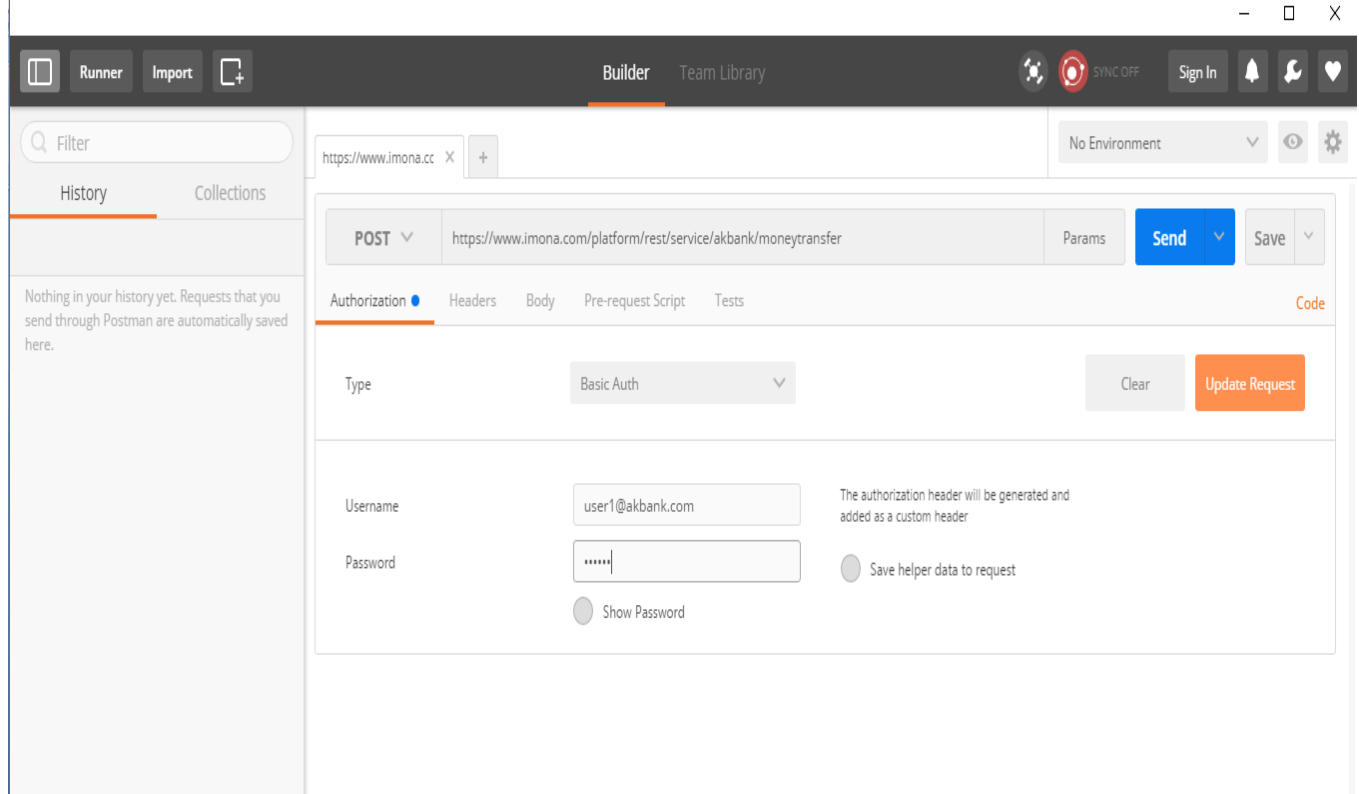 Runner
Import
Builder
Team Library
SYNC OFF
Sign In
Filter
History
Collections
Nothing in your history yet. Requests that you
send through Postman are automatically saved
here.
https://www.imona.cc X +
No Environment
POST
https://www.imona.com/platform/rest/service/akbank/moneytransfer
Params
Send
Save
Authorization
Headers
Body
Pre-request Script
Tests
Code
Type
Basic Auth
Clear
Update Request
Username
user1@akbank.com
The authorization header will be generated and
added as a custom header
Password
••••••
Save helper data to request
Show Password